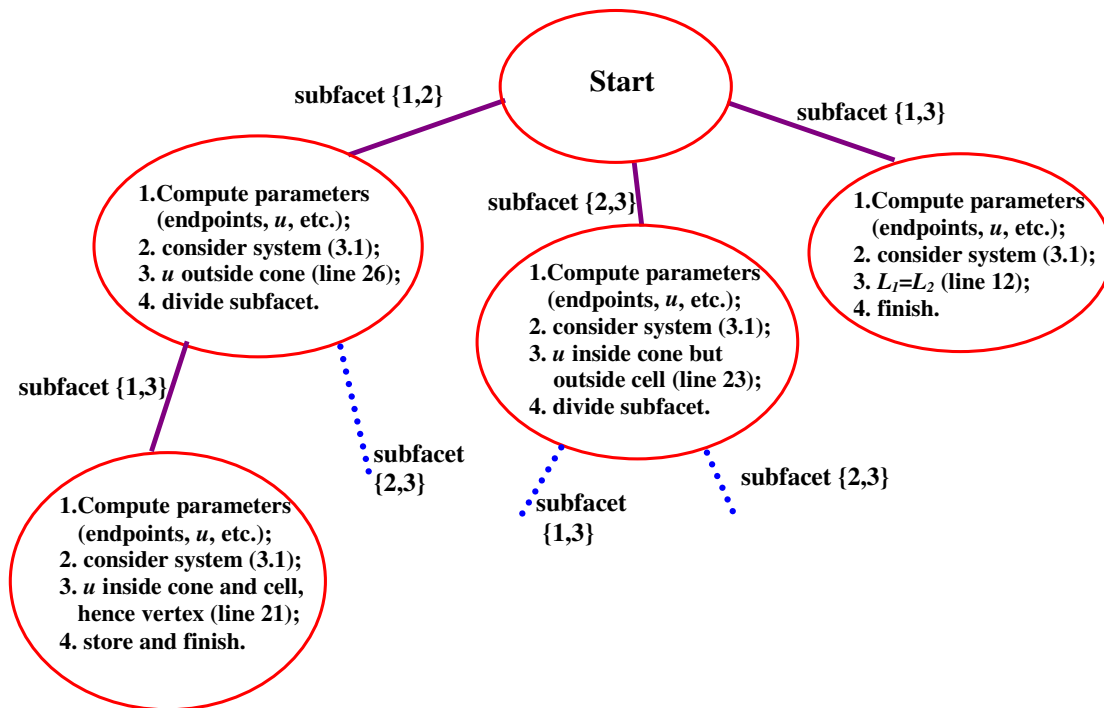 Start
subfacet {1,2}
subfacet {1,3}
subfacet {2,3}
1.Compute parameters
(endpoints, u, etc.);
2. consider system (3.1);
3. u outside cone (line 26);
4. divide subfacet.
1.Compute parameters
(endpoints, u, etc.);
2. consider system (3.1);
3. u inside cone but
outside cell (line 23);
4. divide subfacet.
1.Compute parameters
(endpoints, u, etc.);
2. consider system (3.1);
3. L1=L2 (line 12);
4. finish.
subfacet {1,3}
subfacet
{2,3}
subfacet
{1,3}
subfacet {2,3}
1.Compute parameters
(endpoints, u, etc.);
2. consider system (3.1);
3. u inside cone and cell,
hence vertex (line 21);
4. store and finish.